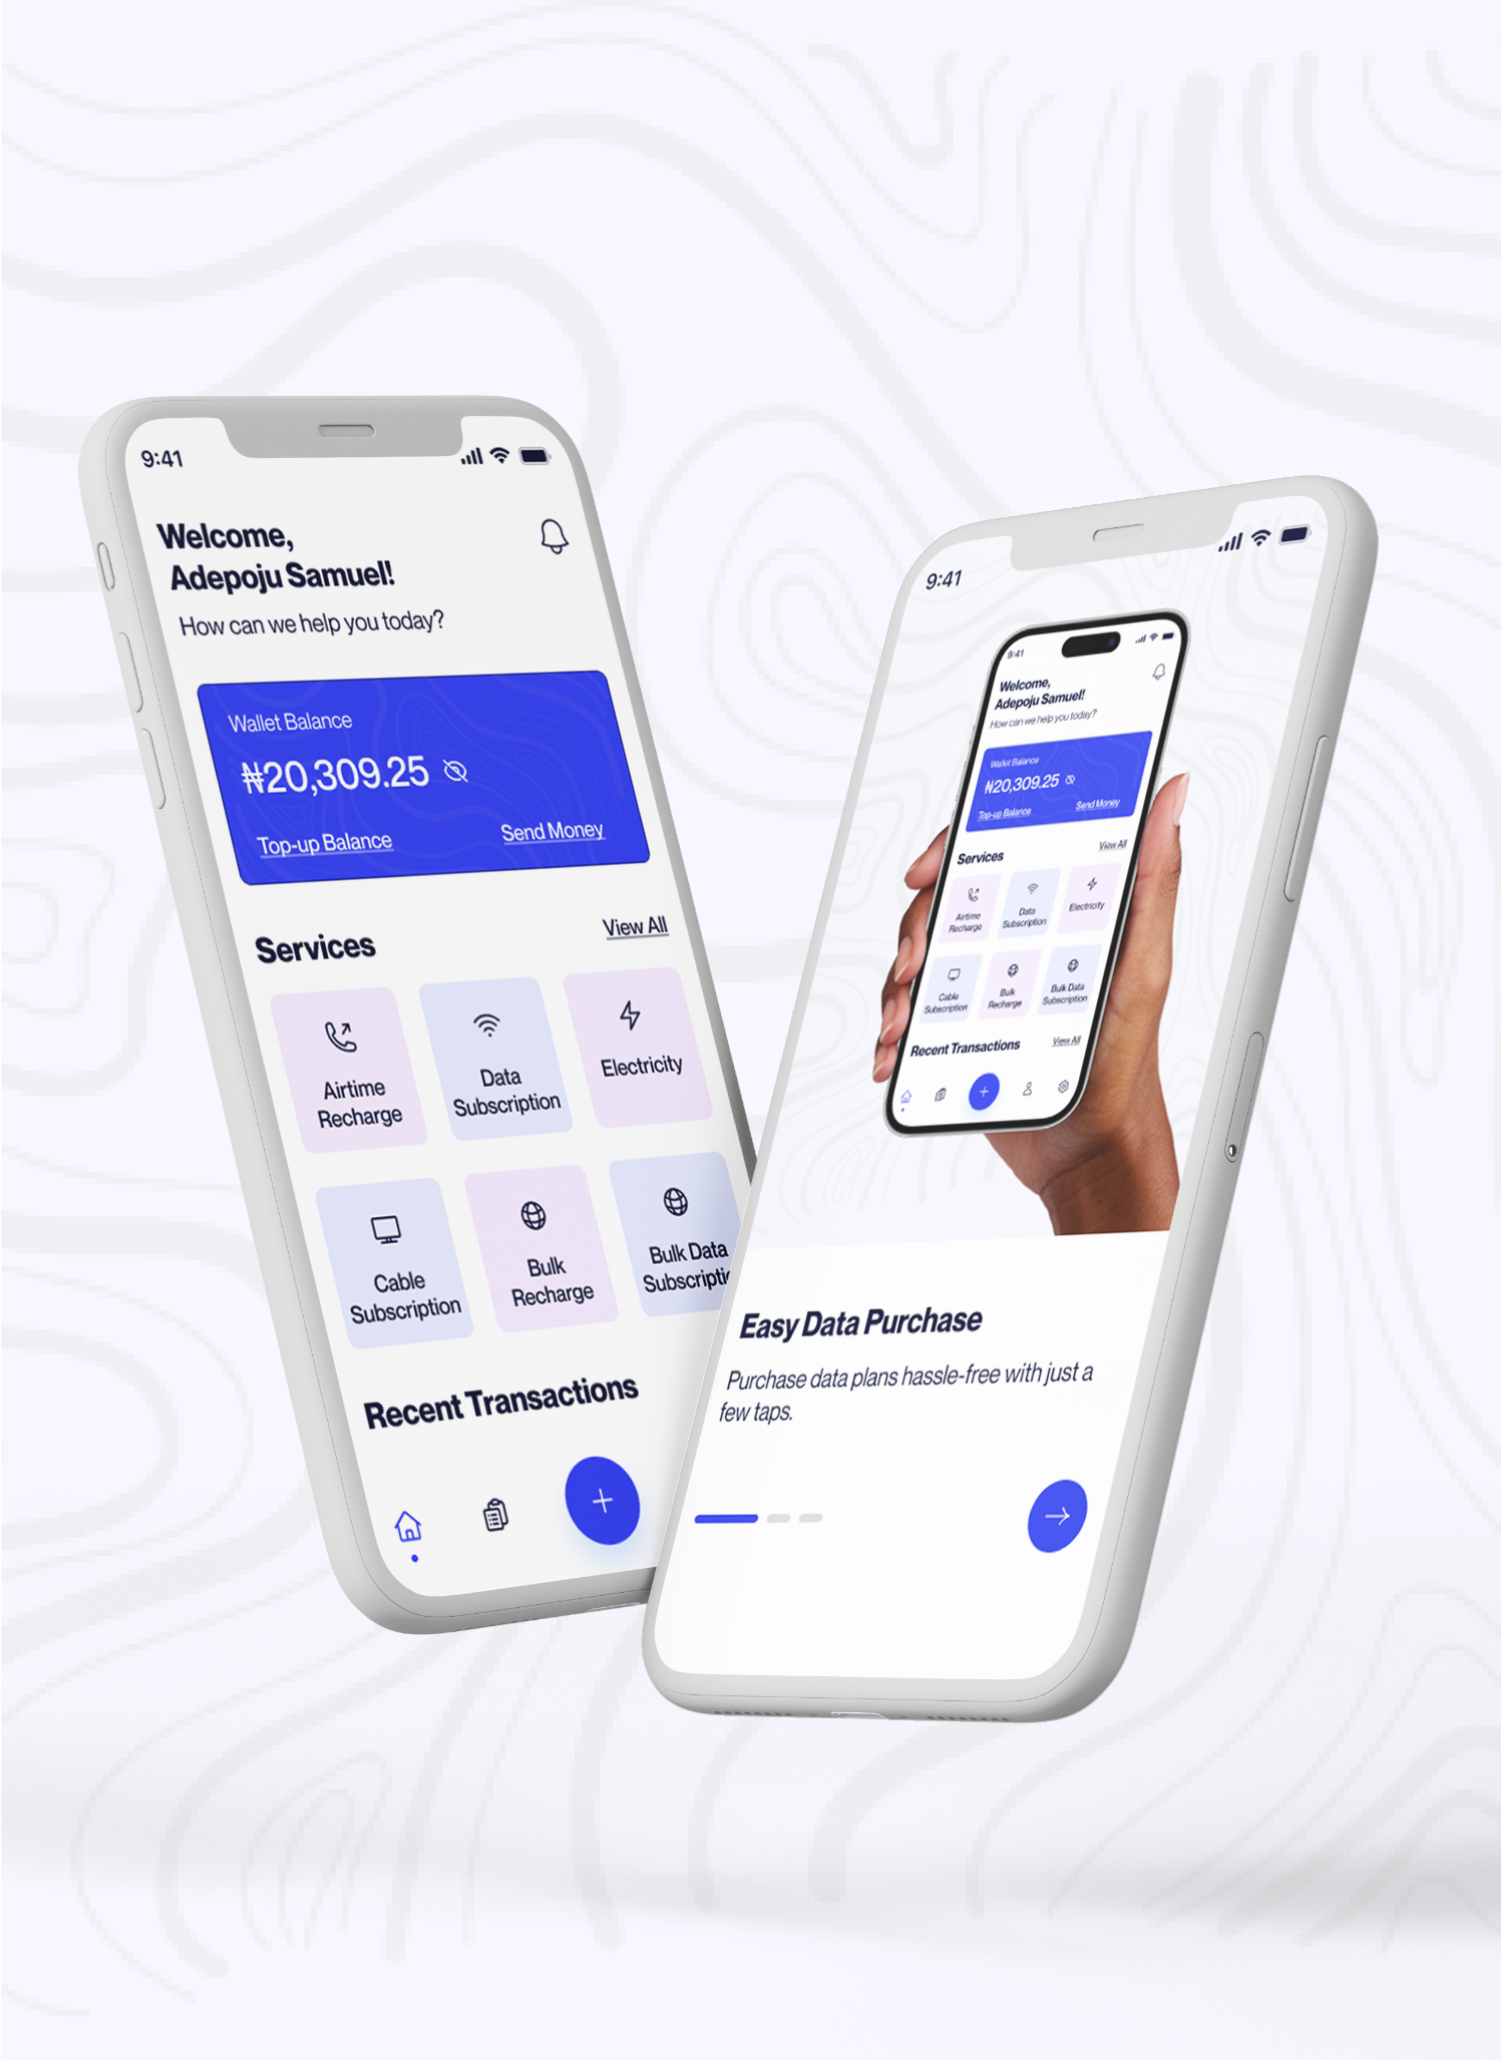 9:41
Welcome,
Adepoju Samuel!
How can we help you today?
Wallet Balance
₦20,309.25
Top-up Balance
Send Money
Services
View All
Airtime
Recharge
Data
Subscription
Electricity
Cable
Subscription
Bulk
Recharge
Bulk Data
Subscriptio
Recent Transactions
9:41
9:41
Welcome,
Adepoju Samuel!
How can we help you today?
Wallet Balance
₦20,309.25
Top-up Balance
Send Money
Services
View All
Airtime
Recharge
Data
Subscription
Electricity
Cable
Subscription
Bulk
Recharge
Bulk Data
Subscription
Recent Transactions
View All
Easy Data Purchase
Purchase data plans hassle-free with just a
few taps.